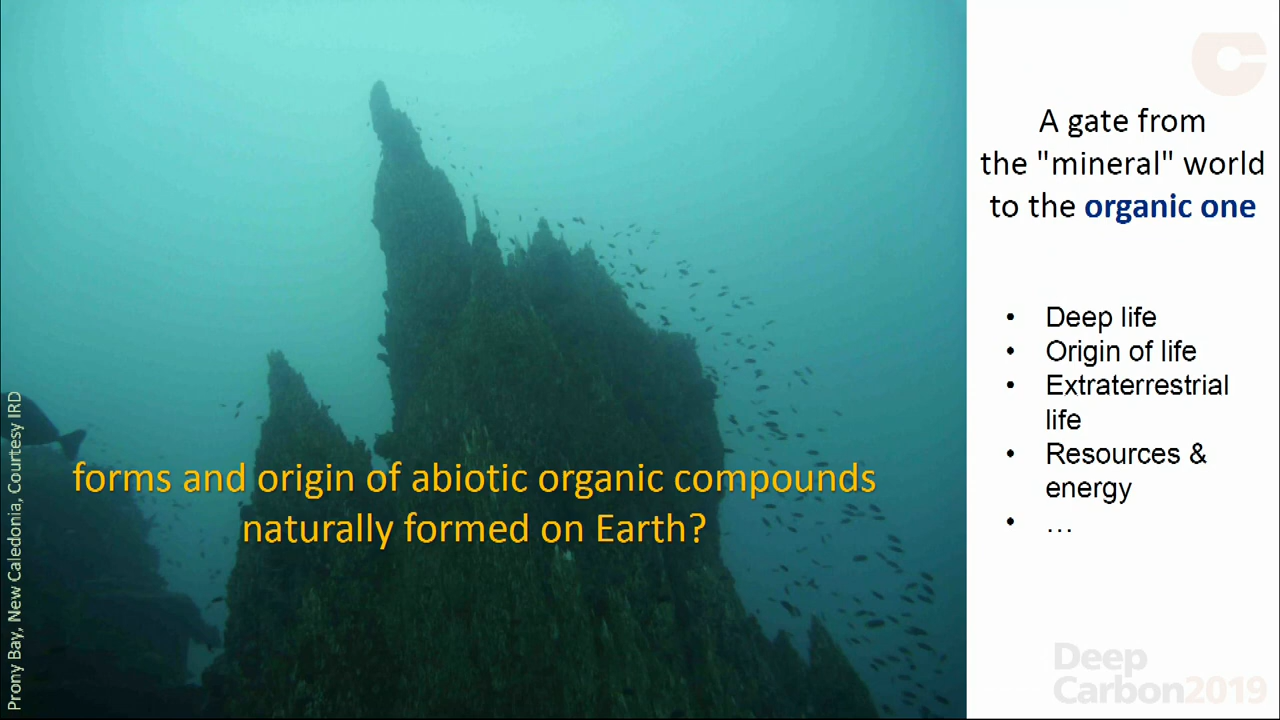 A gate from
the "mineral" world
to the organic one
• Deep life
• Origin of life
• Extraterrestrial
life
• Resources &
energy
• …
forms and origin of abiotic organic compounds
naturally formed on Earth?
Prony Bay, New Caledonia, Courtesy IRD
Deep
Carbon2019